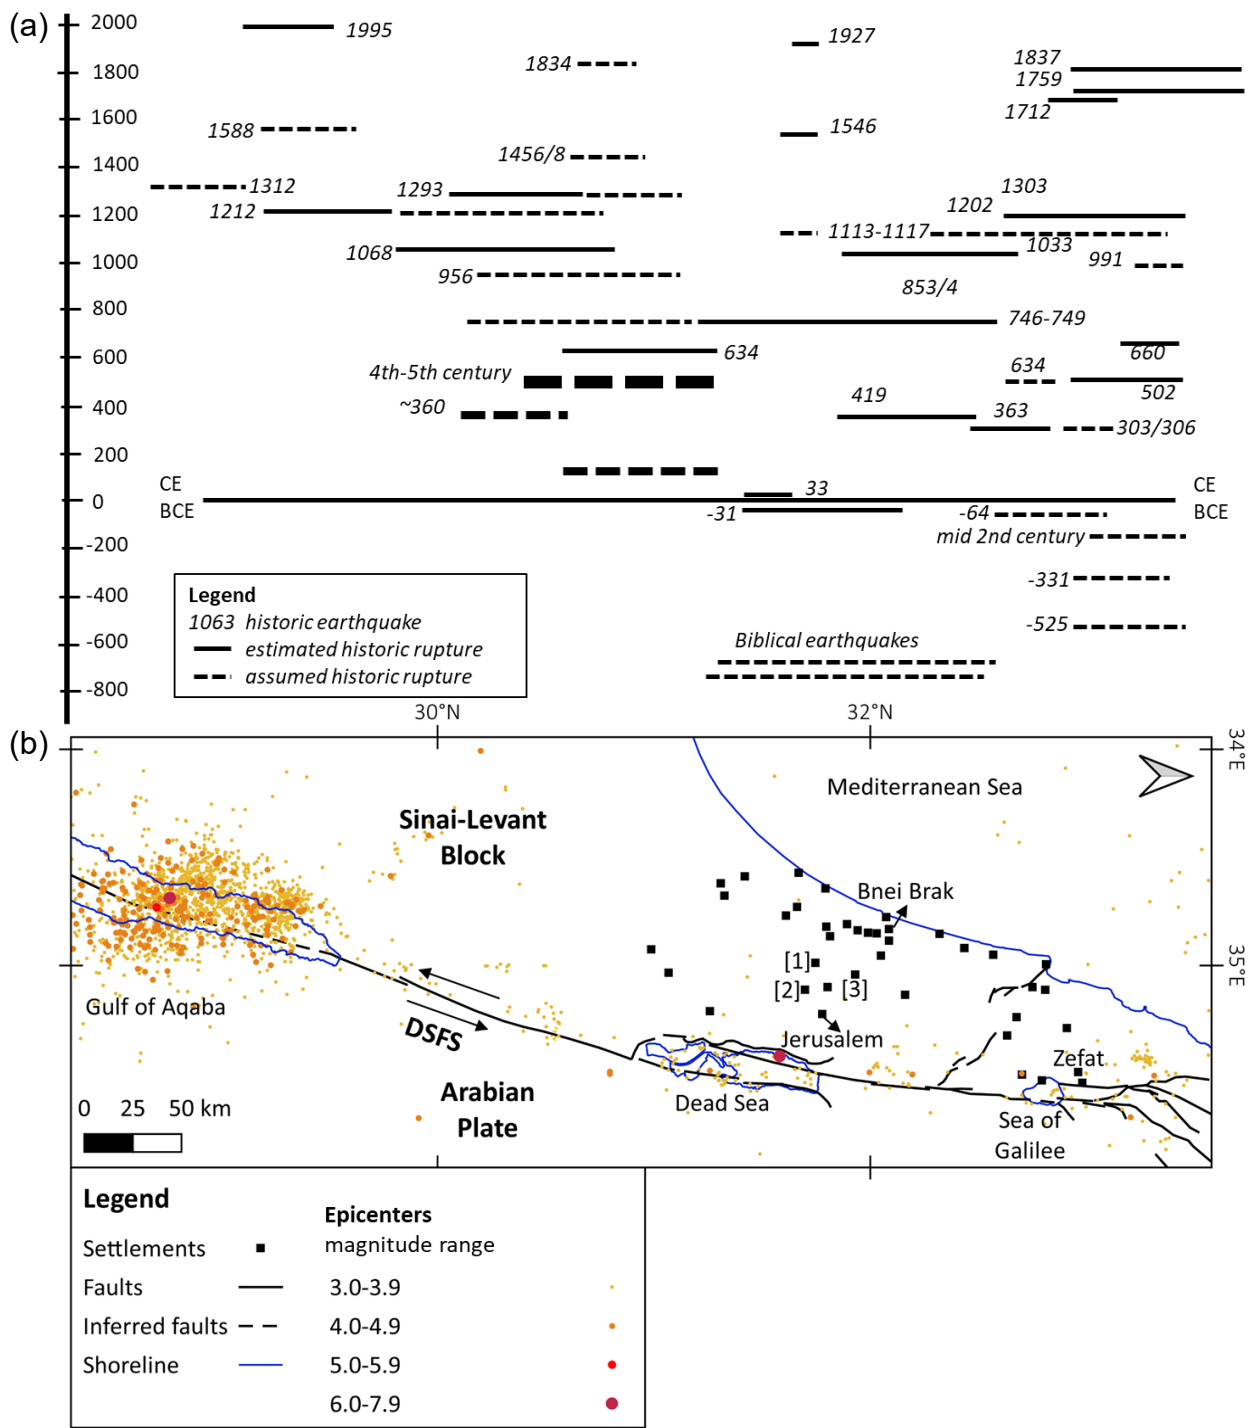 (a)
2000
1800
1600
1400
1200
1000
800
600
400
200
0
-200
-400
-600
-800
1995
1927
1834
1837
1759
1712
1588
1546
1456/8
1312
1293
1303
1212
1202
1113-1117
1068
1033
956
991
853/4
746-749
634
660
4th-5th century
634
502
~360
419
363
303/306
CE
BCE
33
-31
CE
BCE
-64
mid 2nd century
-331
-525
Biblical earthquakes
Legend
1063 historic earthquake
estimated historic rupture
assumed historic rupture
(b)
30°N
32°N
34°E
35°E
Mediterranean Sea
Sinai-Levant
Block
Bnei Brak
[1]
[2]
[3]
Gulf of Aqaba
DSFS
Jerusalem
Zefat
Arabian
Plate
Dead Sea
Sea of
Galilee
0 25 50 km
Legend
Epicenters
magnitude range
Settlements
Faults
3.0-3.9
Inferred faults
4.0-4.9
Shoreline
5.0-5.9
6.0-7.9